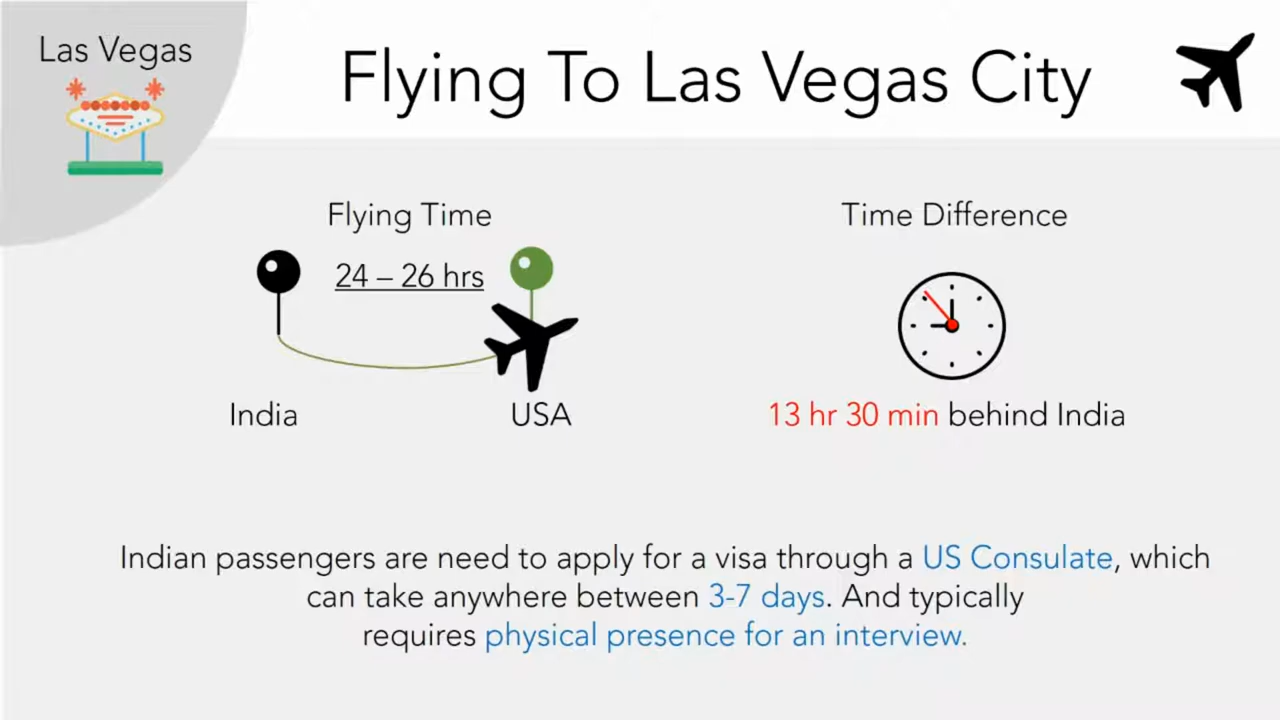 Las Vegas
Flying To Las Vegas City
Flying Time
24 – 26 hrs
India
USA
Time Difference
13 hr 30 min behind India
Indian passengers are need to apply for a visa through a US Consulate, which
can take anywhere between 3-7 days. And typically
requires physical presence for an interview.